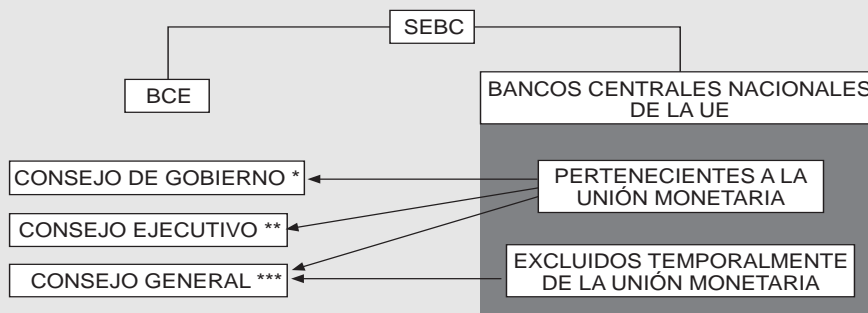 SEBC
BCE
BANCOS CENTRALES NACIONALES
DE LA UE
CONSEJO DE GOBIERNO *
PERTENECIENTES A LA
UNIÓN MONETARIA
CONSEJO EJECUTIVO **
CONSEJO GENERAL ***
EXCLUIDOS TEMPORALMENTE
DE LA UNIÓN MONETARIA